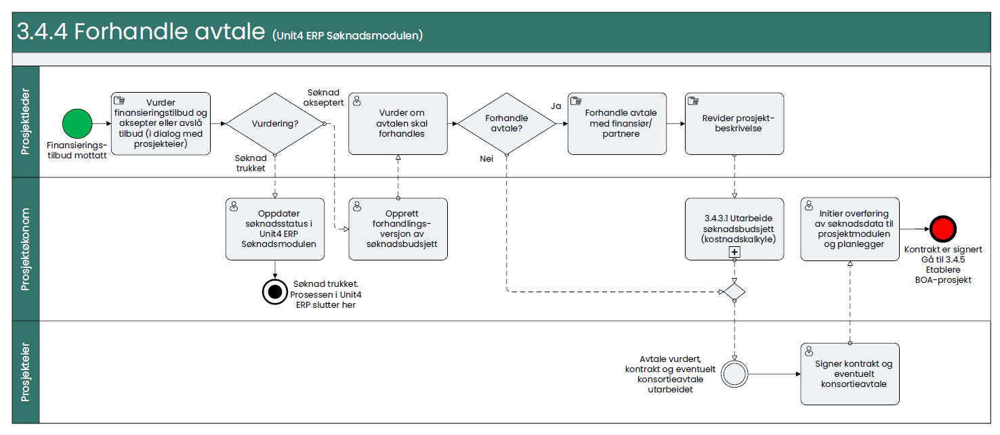 3.4.4 Forhandle avtale (Unit4 ERP Søknadsmodulen)
Prosjektleder
Finansierings-
tilbud mottatt
Vurder
finansieringstilbud og
aksepter eller avslå
tilbud (i dialog med
prosjekteier)
Vurdering?
Søknad
akseptert
Søknad
trukket
Vurder om
avtalen skal
forhandles
Forhandle
avtale?
Ja
Nei
Forhandle avtale
med finansiør/
partnere
Revider prosjekt-
beskrivelse
Prosjektøkonom
Oppdater
søknadsstatus i
Unit4 ERP
Søknadsmodulen
Søknad trukket.
Prosessen i Unit4
ERP slutter her
Opprett
forhandlings-
versjon av
søknadsbudsjett
3.4.3.1 Utarbeide
søknadsbudsjett
(kostnadskalkyle)
Initier overføring
av søknadsdata til
prosjektmodulen
og planlegger
Kontrakt er signert
Gå til 3.4.5
Etablere
BOA-prosjekt
Prosjekteier
Avtale vurdert,
kontrakt og eventuelt
konsortieavtale
utarbeidet
Signer kontrakt og
eventuelt
konsortieavtale